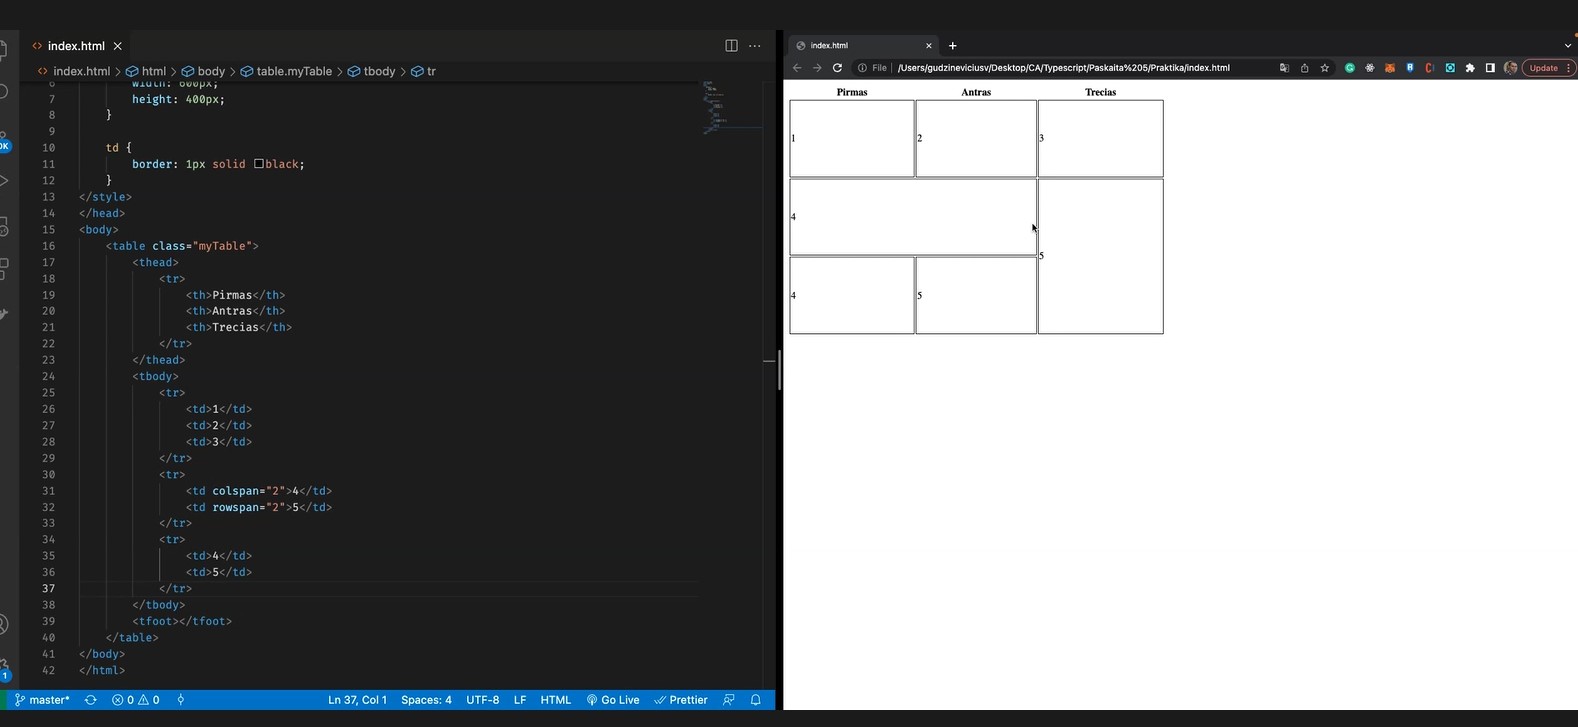 index.html
index.html > html > body > table.myTable > tbody > tr
6 width: 600px;
7 height: 400px;
8 }
9
10 td {
11 border: 1px solid black;
12 }
13 </style>
14 </head>
15 <body>
16 <table class="myTable">
17 <thead>
18 <tr>
19 <th>Pirmas</th>
20 <th>Antras</th>
21 <th>Trecias</th>
22 </tr>
23 </thead>
24 <tbody>
25 <tr>
26 <td>1</td>
27 <td>2</td>
28 <td>3</td>
29 </tr>
30 <tr>
31 <td colspan="2">4</td>
32 <td rowspan="2">5</td>
33 </tr>
34 <tr>
35 <td>4</td>
36 <td>5</td>
37 </tr>
38 </tbody>
39 <tfoot></tfoot>
40 </table>
41 </body>
42 </html>
OK
1
master* 0 0 Ln 37, Col 1 Spaces: 4 UTF-8 LF HTML Go Live Prettier
index.html
File | /Users/gudzineviciusv/Desktop/CA/Typescript/Paskaita%205/Praktika/index.html Update
Pirmas Antras Trecias
1 2 3
4
5
4 5